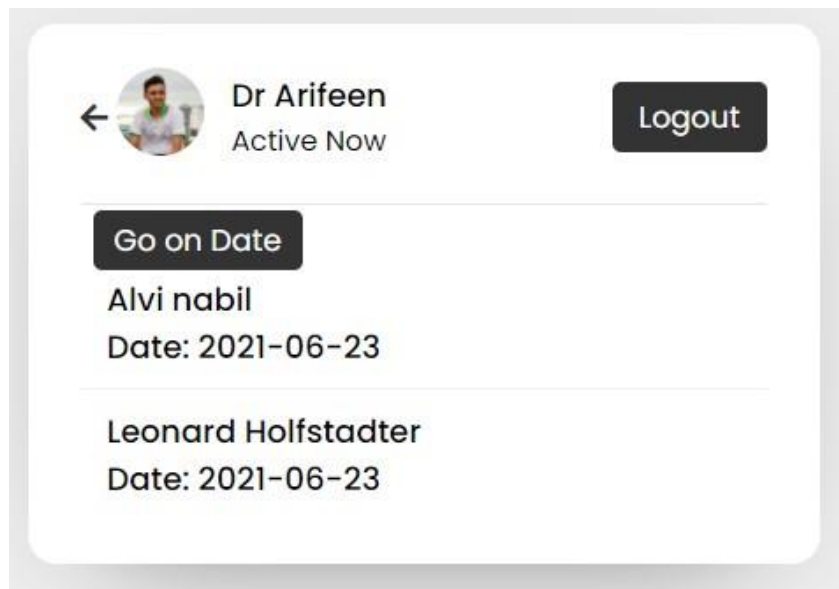 Dr Arifeen
Active Now
Logout
Go on Date
Alvi nabil
Date: 2021-06-23
Leonard Holfstadter
Date: 2021-06-23